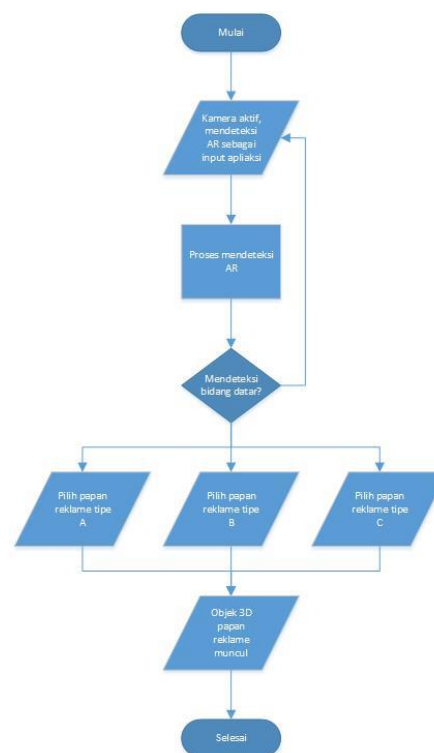 Mulai
Kamera aktif,
mendeteksi
AR sebagai
input apliaksi
Proses mendeteksi
AR
Mendeteksi
bidang datar?
Pilih papan
reklame tipe
A
Pilih papan
reklame tipe
B
Pilih papan
reklame tipe
C
Objek 3D
papan
reklame
muncul
Selesai